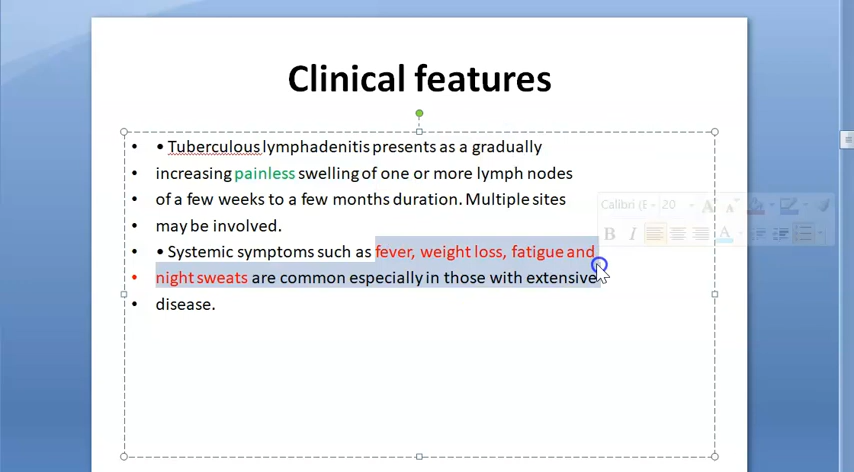 Clinical features
• • Tuberculous lymphadenitis presents as a gradually
• increasing painless swelling of one or more lymph nodes
• of a few weeks to a few months duration. Multiple sites
• may be involved.
• • Systemic symptoms such as fever, weight loss, fatigue and
• night sweats are common especially in those with extensive
• disease.
Calibri (E 20 A A
B I A